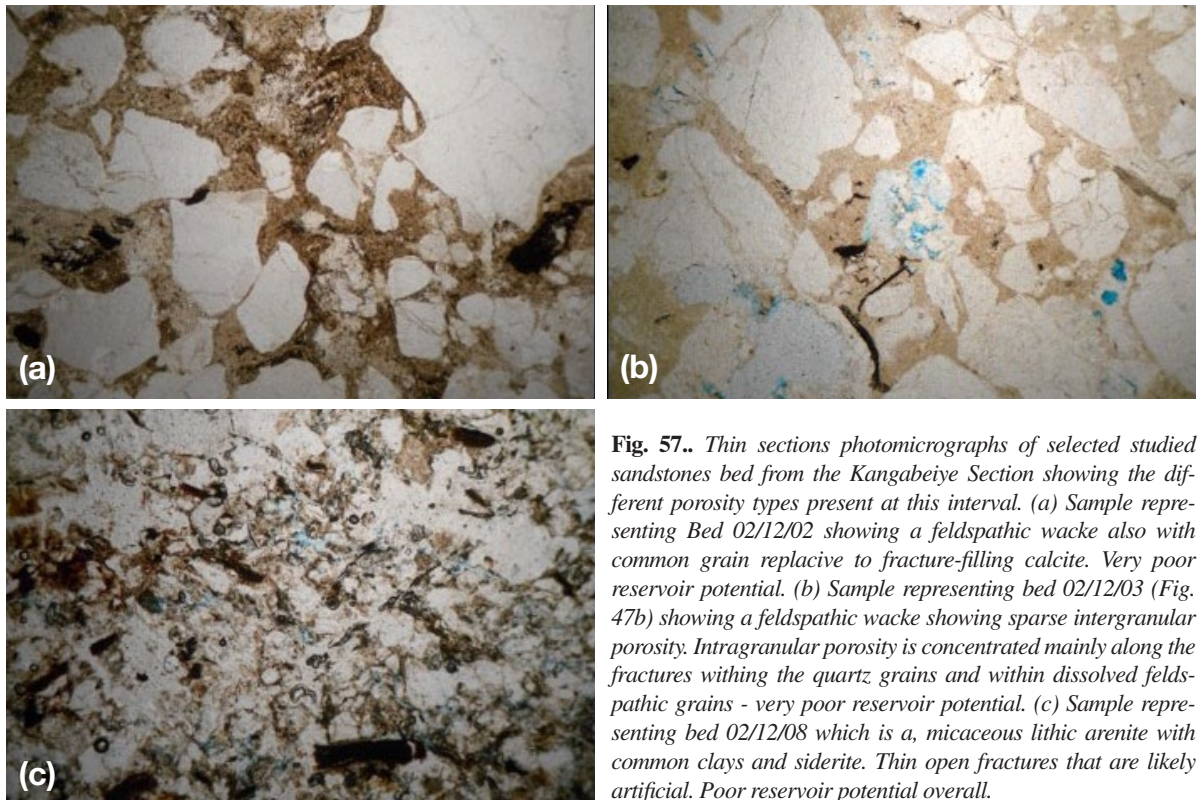 (a)
(b)
(c)
Fig. 57.. Thin sections photomicrographs of selected studied
sandstones bed from the Kangabeiye Section showing the dif-
ferent porosity types present at this interval. (a) Sample repre-
senting Bed 02/12/02 showing a feldspathic wacke also with
common grain replacive to fracture-filling calcite. Very poor
reservoir potential. (b) Sample representing bed 02/12/03 (Fig.
47b) showing a feldspathic wacke showing sparse intergranular
porosity. Intragranular porosity is concentrated mainly along the
fractures withing the quartz grains and within dissolved felds-
pathic grains - very poor reservoir potential. (c) Sample repre-
senting bed 02/12/08 which is a, micaceous lithic arenite with
common clays and siderite. Thin open fractures that are likely
artificial. Poor reservoir potential overall.